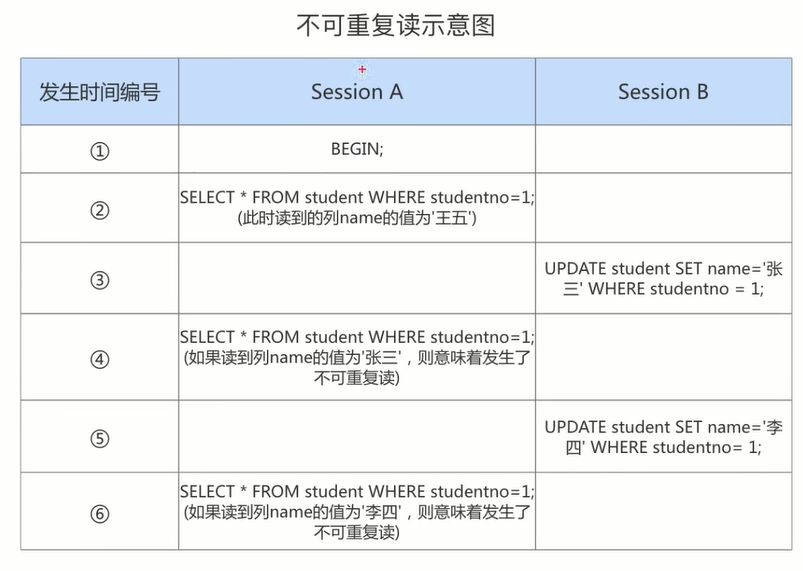 不可重复读示意图
发生时间编号
Session A
Session B
①
BEGIN;
②
SELECT * FROM student WHERE studentno=1;
(此时读到的列name的值为'王五')
③
UPDATE student SET name='张
三' WHERE studentno = 1;
④
SELECT * FROM student WHERE studentno=1;
(如果读到列name的值为'张三'，则意味着发生了
不可重复读)
⑤
UPDATE student SET name='李
四' WHERE studentno= 1;
⑥
SELECT * FROM student WHERE studentno=1;
(如果读到列name的值为'李四'，则意味着发生了
不可重复读)